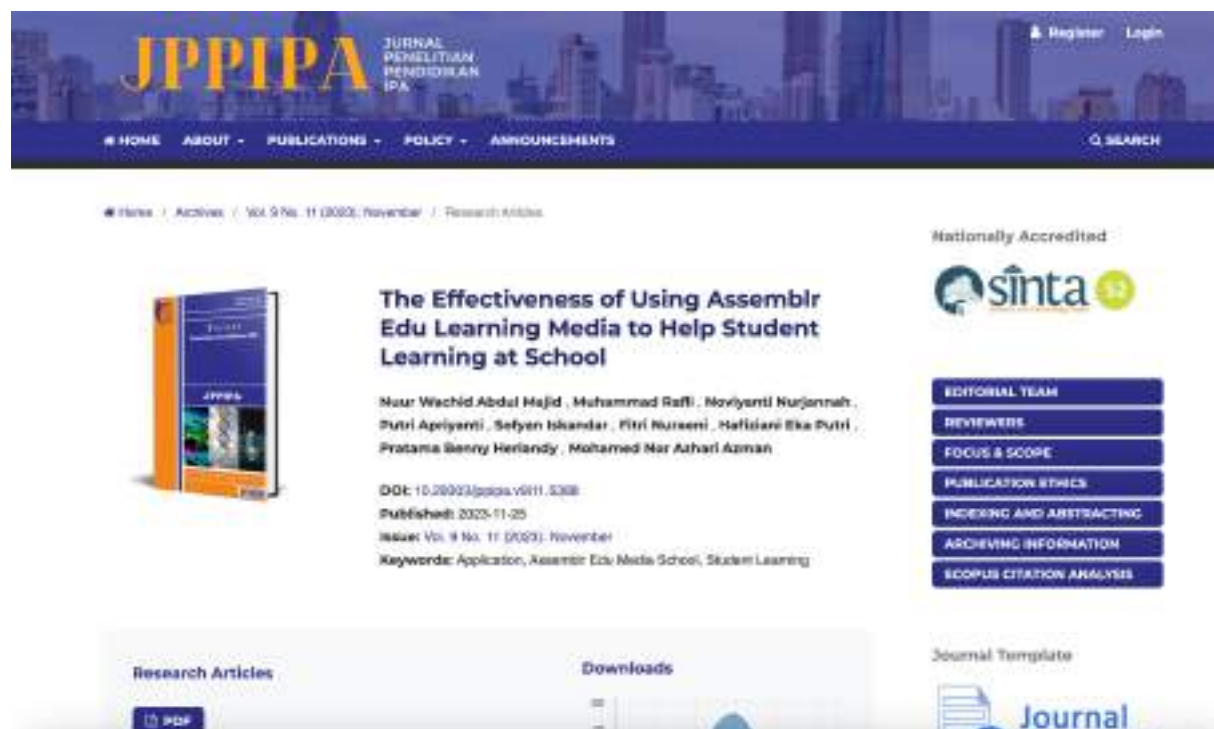 JPPIPA
JURNAL
PENELITIAN
PENDIDIKAN
IPA
Register Login
HOME ABOUT PUBLICATIONS POLICY ANNOUNCEMENTS
SEARCH
Home / Archives / Vol. 9 No. 11 (2023): November / Research Articles
The Effectiveness of Using Assemblr
Edu Learning Media to Help Student
Learning at School
Nuur Wachid Abdul Majid , Muhammad Raffi , Noviyanti Nurjannah ,
Putri Apriyanti , Sofyan Iskandar , Fitri Nuraeni , Hafiziani Eka Putri ,
Pratama Benny Herlandy , Mohamed Nor Azhari Azman
DOI:
Published: 2023-11-25
Issue: Vol. 9 No. 11 (2023): November
Keywords: Application, Assemblr Edu Media School, Student Learning
JPPIPA
Research Articles
PDF
Downloads
Nationally Accredited
sinta S2
EDITORIAL TEAM
REVIEWERS
FOCUS & SCOPE
PUBLICATION ETHICS
INDEXING AND ABSTRACTING
ARCHIVING INFORMATION
SCOPUS CITATION ANALYSIS
Journal Template
Journal